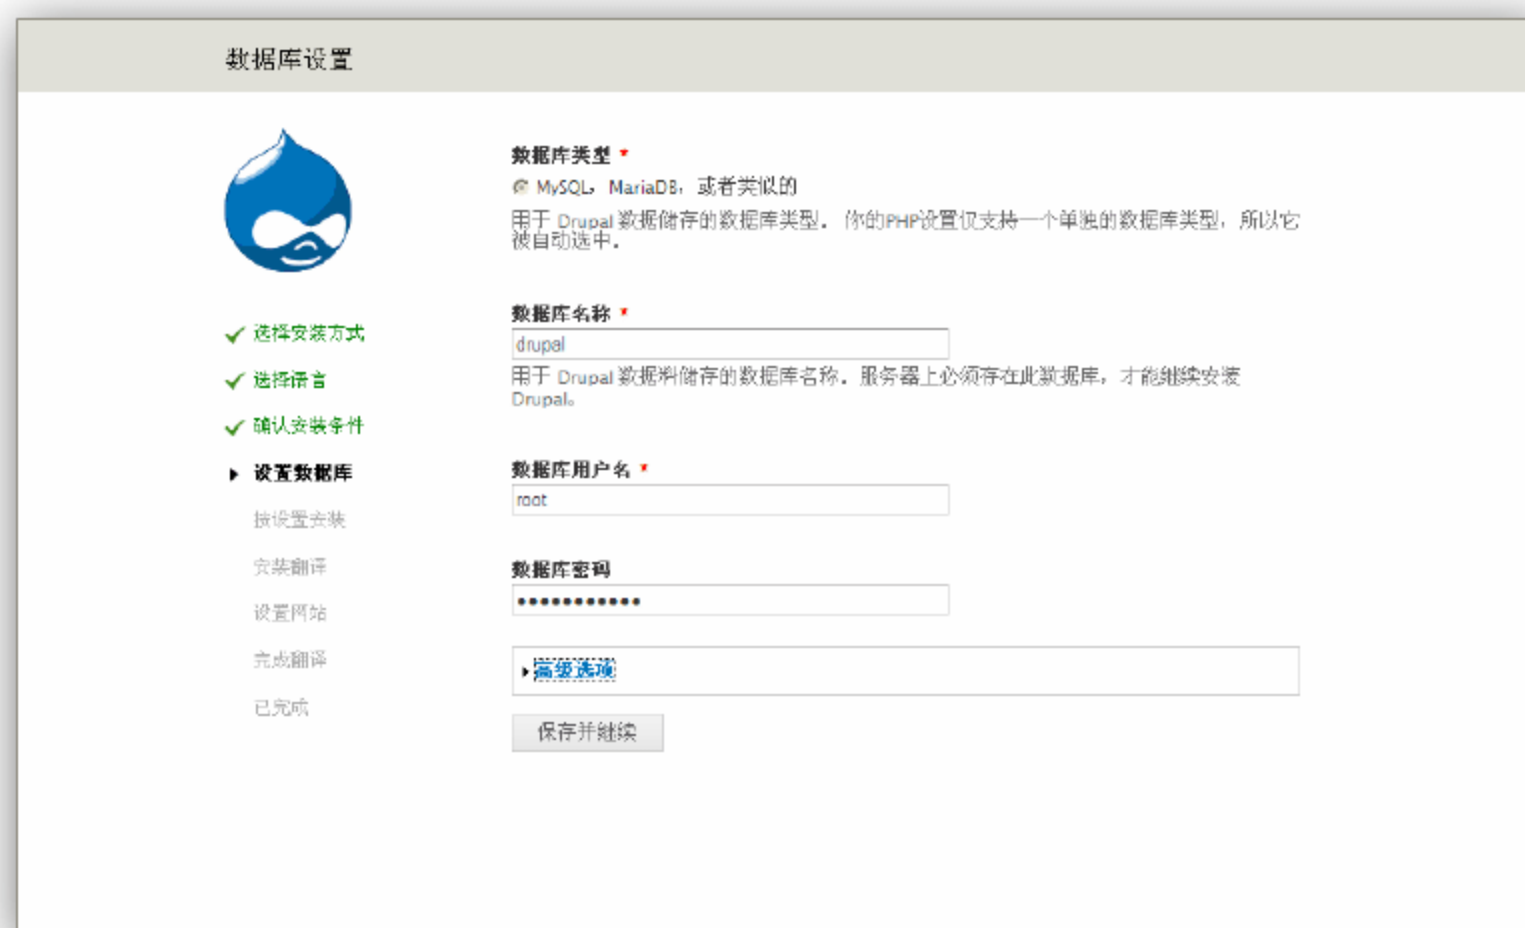 数据库设置
选择安装方式
选择语言
确认安装条件
设置数据库
按设置安装
安装翻译
设置网站
完成翻译
已完成
数据库类型 *
MySQL，MariaDB，或者类似的
用于 Drupal 数据储存的数据库类型． 你的PHP设置仅支持一个单独的数据库类型，所以它
被自动选中．
数据库名称 *
drupal
用于 Drupal 数据料储存的数据库名称．服务器上必须存在此数据库，才能继续安装
Drupal。
数据库用户名 *
root
数据库密码
•••••••••••
高级选项
保存并继续